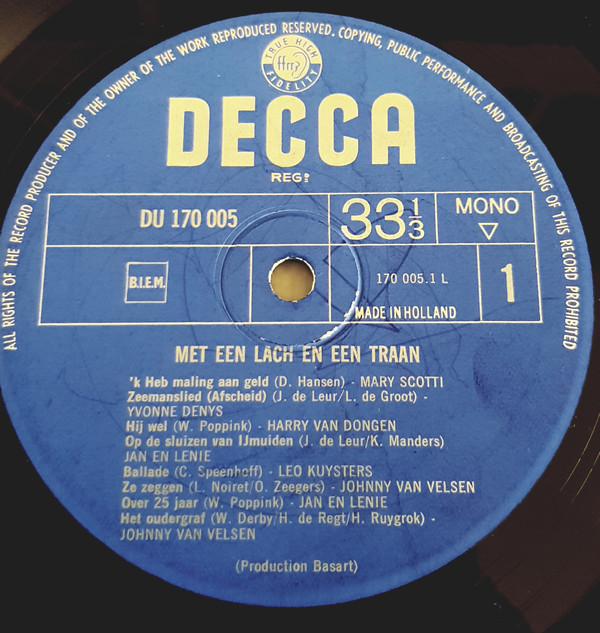 ALL RIGHTS OF THE RECORD PRODUCER AND OF THE OWNER OF THE WORK REPRODUCED RESERVED. COPYING, PUBLIC PERFORMANCE AND BROADCASTING OF THIS RECORD PROHIBITED
TRUE HIGH
ffrr
FIDELITY
DECCA
REGD
DU 170 005
33 1/3
MONO
B.I.E.M.
170 005.1 L
1
MADE IN HOLLAND
MET EEN LACH EN EEN TRAAN
'k Heb maling aan geld (D. Hansen) - MARY SCOTTI
Zeemanslied (Afscheid) (J. de Leur/L. de Groot) -
YVONNE DENYS
Hij wel (W. Poppink) - HARRY VAN DONGEN
Op de sluizen van IJmuiden (J. de Leur/K. Manders)
JAN EN LENIE
Ballade (C. Speenhoff) - LEO KUYSTERS
Ze zeggen (L. Noiret/O. Zeegers) - JOHNNY VAN VELSEN
Over 25 jaar (W. Poppink) - JAN EN LENIE
Het oudergraf (W. Derby/H. de Regt/H. Ruygrok) -
JOHNNY VAN VELSEN
(Production Basart)